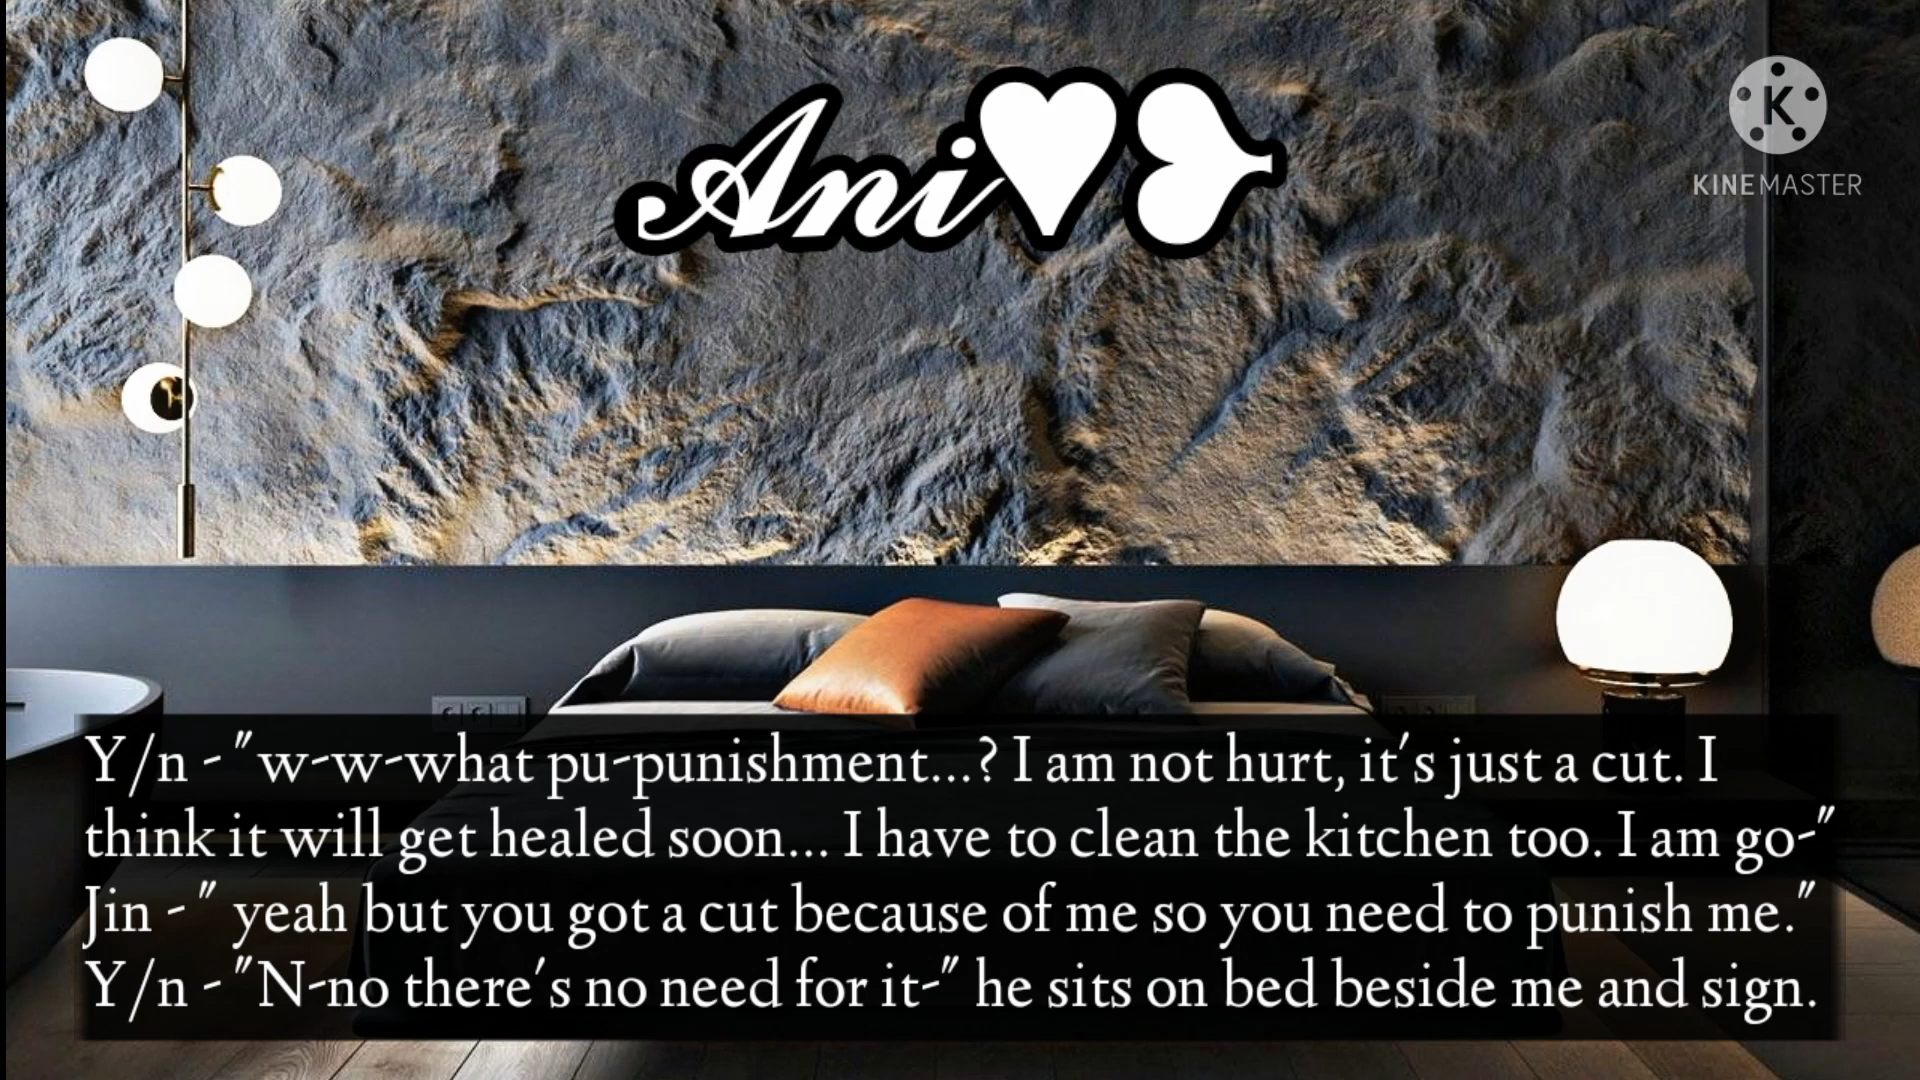 Ani♥❥
K
KINEMASTER
Y/n - "w-w-what pu-punishment...? I am not hurt, it's just a cut. I
think it will get healed soon... I have to clean the kitchen too. I am go-"
Jin - " yeah but you got a cut because of me so you need to punish me."
Y/n - "N-no there's no need for it-" he sits on bed beside me and sign.